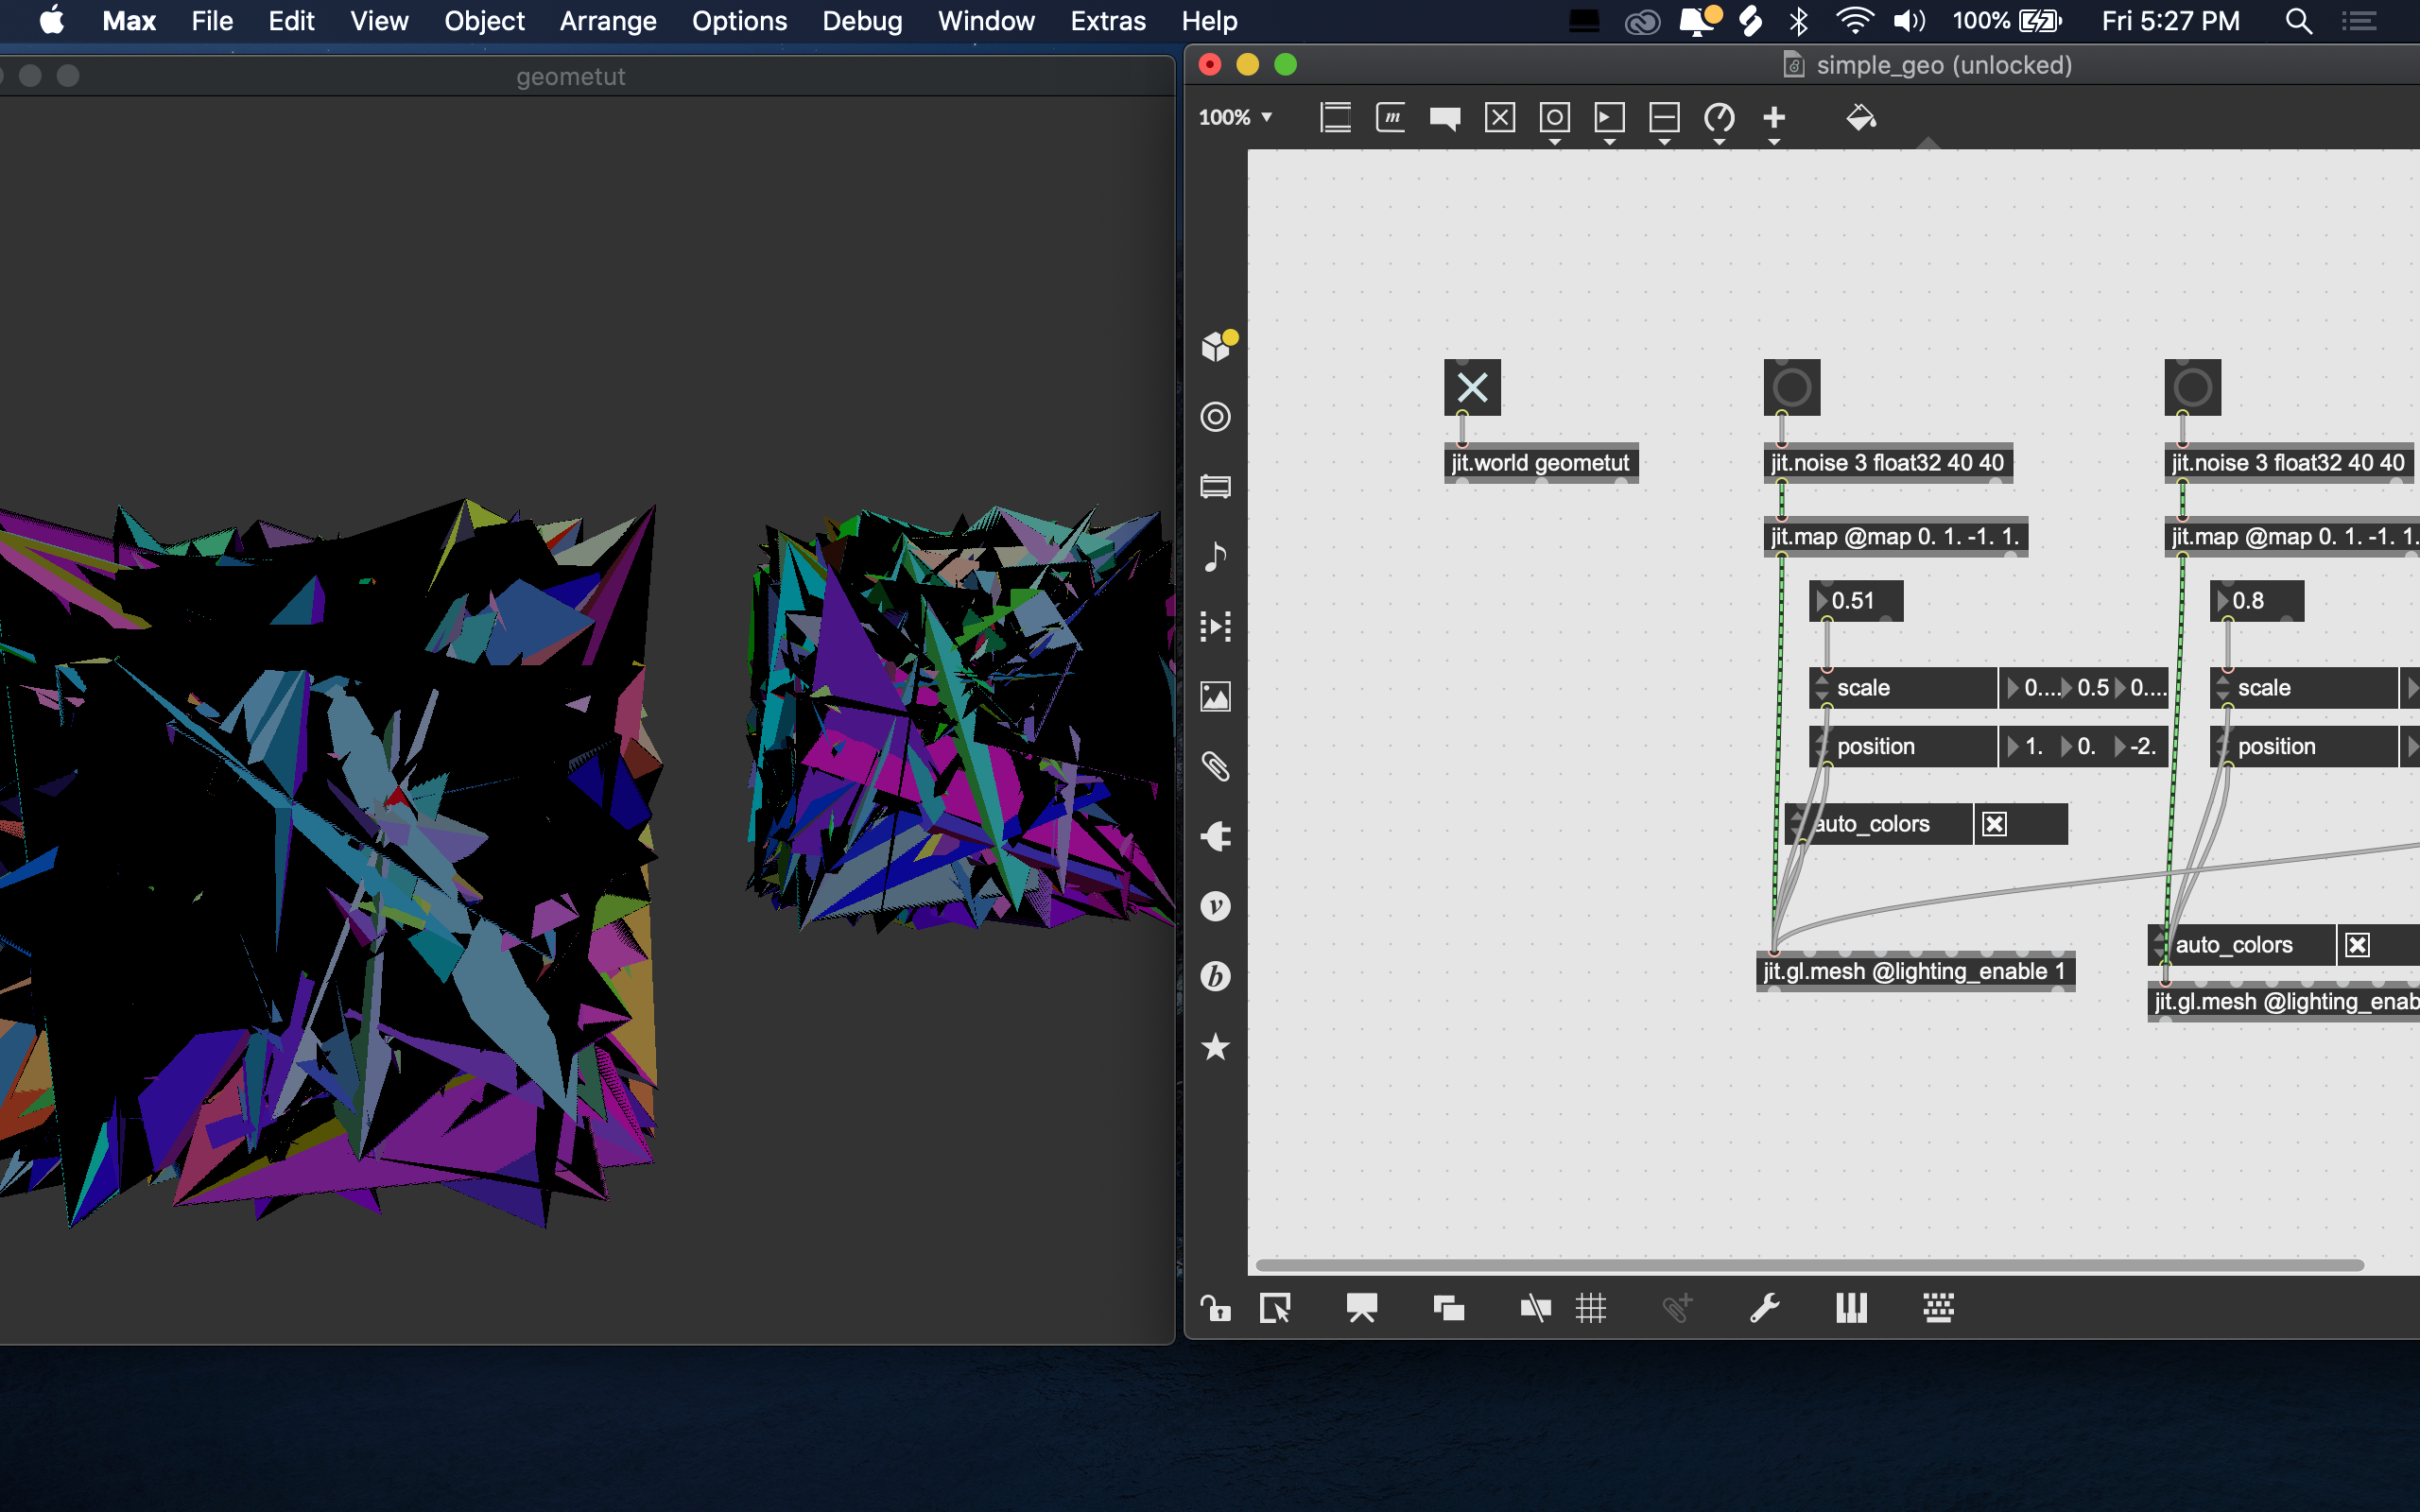 Max File Edit View Object Arrange Options Debug Window Extras Help 100% Fri 5:27 PM
geometut
simple_geo (unlocked)
100%
m
jit.world geometut
jit.noise 3 float32 40 40
jit.noise 3 float32 40 40
jit.map @map 0. 1. -1. 1.
jit.map @map 0. 1. -1. 1.
0.51
0.8
scale 0.... 0.5 0....
scale
position 1. 0. -2.
position
auto_colors
auto_colors
jit.gl.mesh @lighting_enable 1
jit.gl.mesh @lighting_enab
v
b